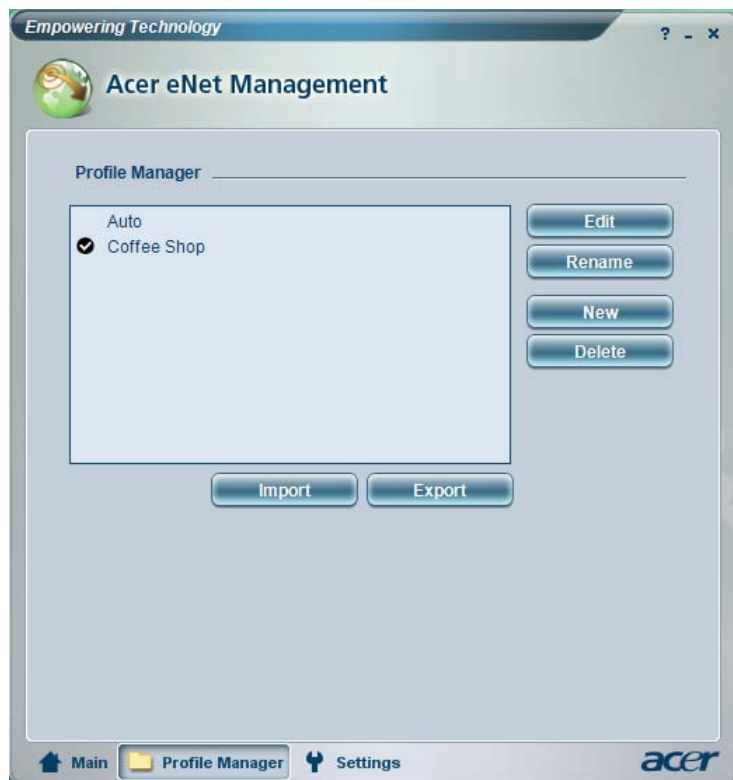 Empowering Technology
? - x
Acer eNet Management
Profile Manager
Auto
Coffee Shop
Edit
Rename
New
Delete
Import
Export
Main
Profile Manager
Settings
acer